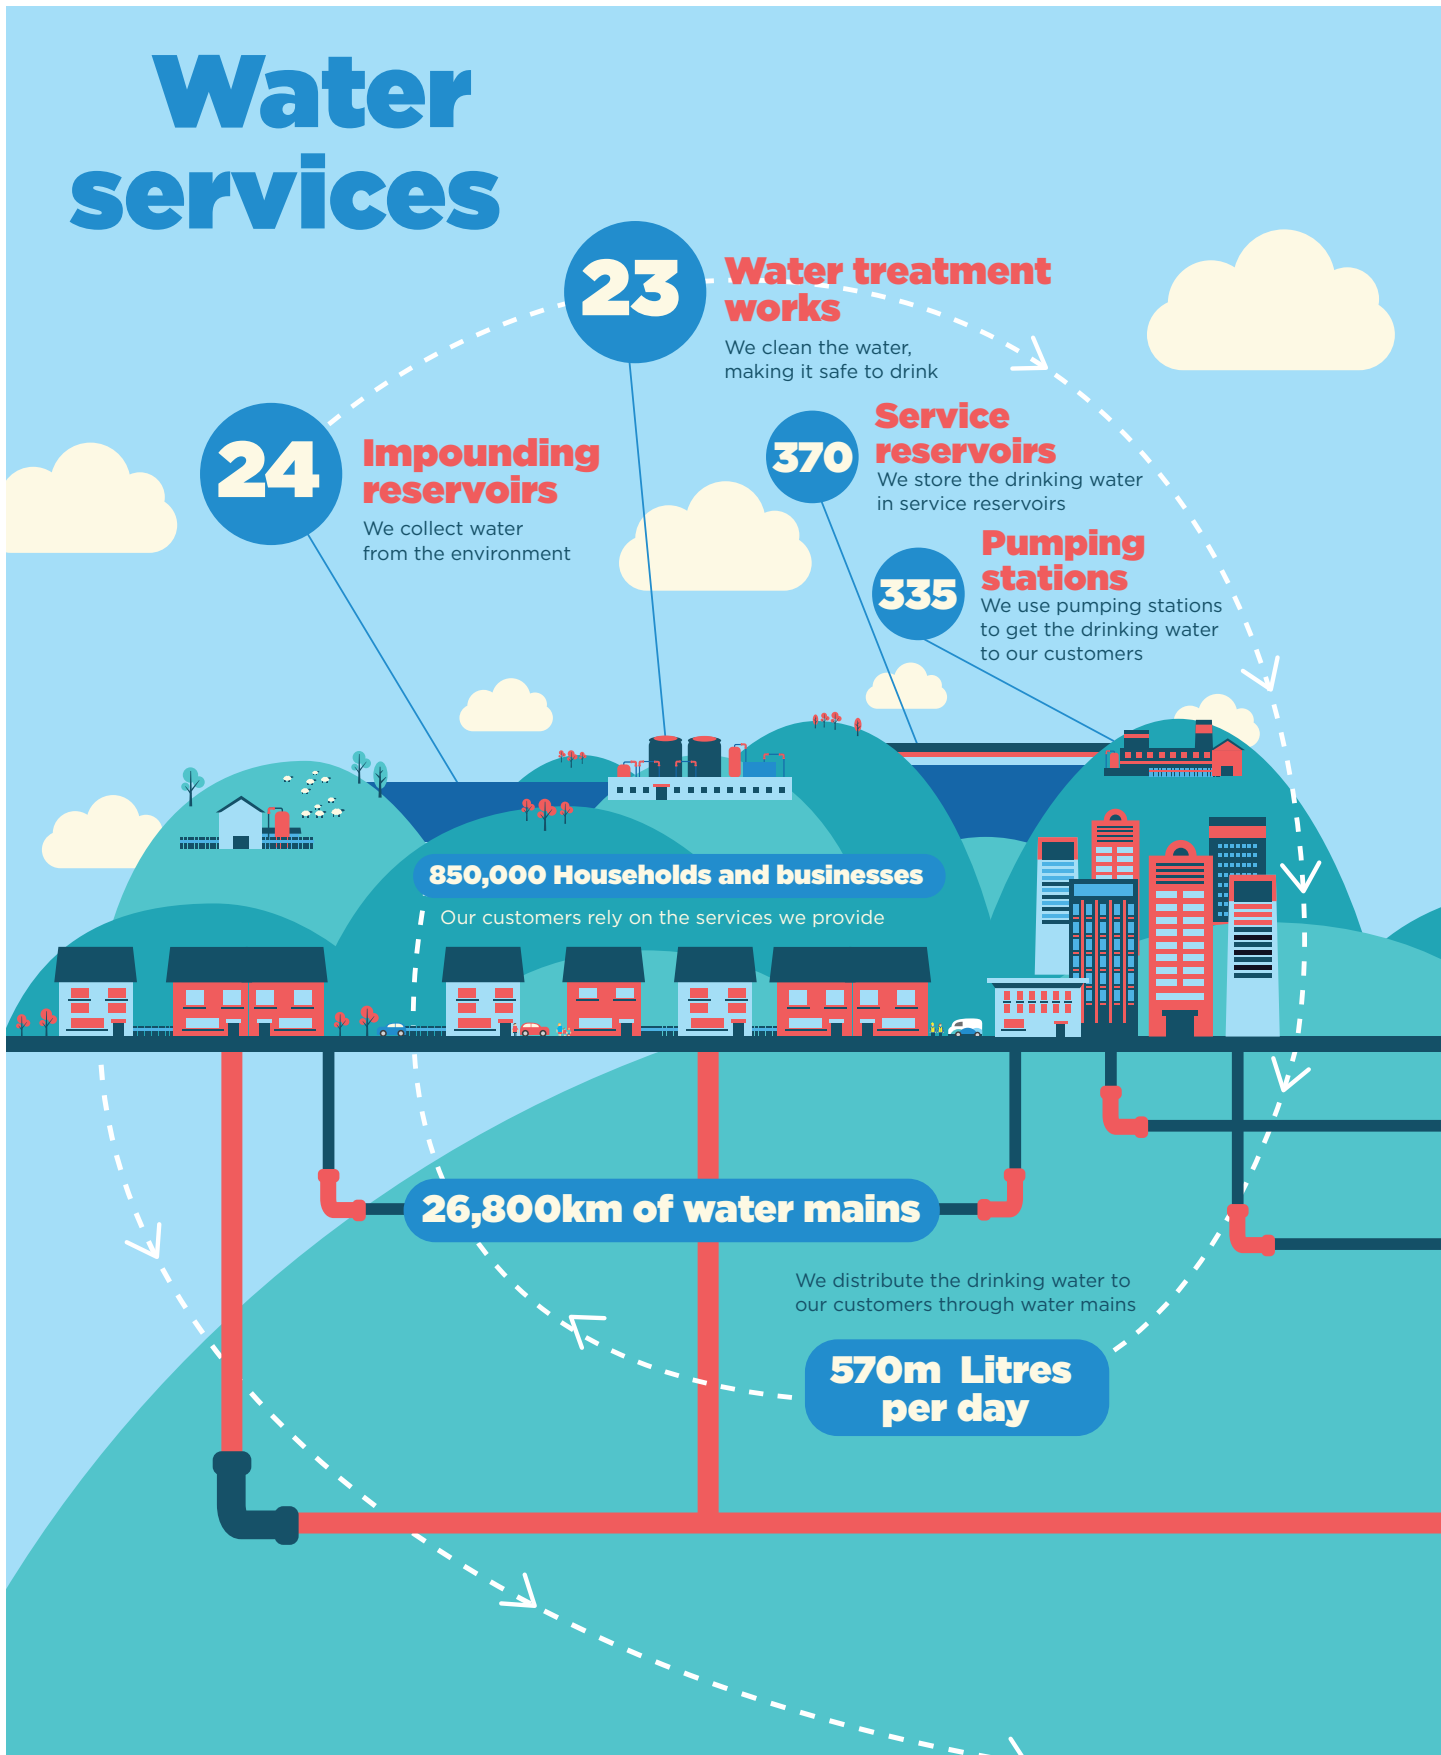 Water
services
23
Water treatment
works
We clean the water,
making it safe to drink
24
Impounding
reservoirs
We collect water
from the environment
370
Service
reservoirs
We store the drinking water
in service reservoirs
335
Pumping
stations
We use pumping stations
to get the drinking water
to our customers
850,000 Households and businesses
Our customers rely on the services we provide
26,800km of water mains
We distribute the drinking water to
our customers through water mains
570m Litres
per day